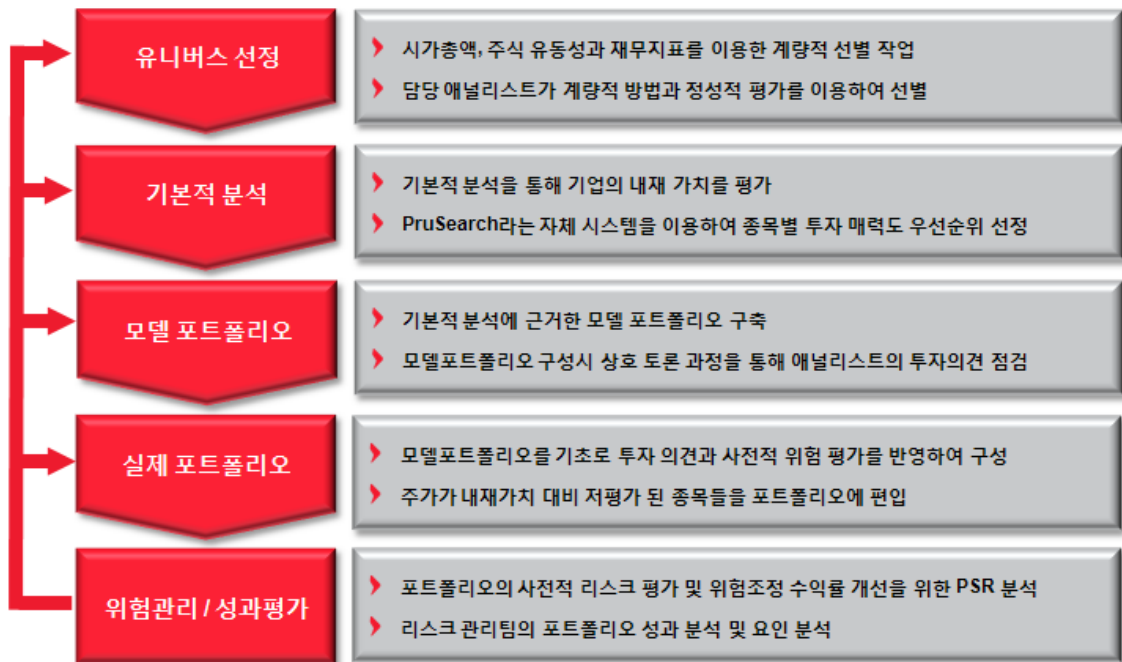 유니버스 선정
시가총액, 주식 유동성과 재무지표를 이용한 계량적 선별 작업
담당 애널리스트가 계량적 방법과 정성적 평가를 이용하여 선별
기본적 분석
기본적 분석을 통해 기업의 내재 가치를 평가
PruSearch라는 자체 시스템을 이용하여 종목별 투자 매력도 우선순위 선정
모델 포트폴리오
기본적 분석에 근거한 모델 포트폴리오 구축
모델포트폴리오 구성시 상호 토론 과정을 통해 애널리스트의 투자의견 점검
실제 포트폴리오
모델포트폴리오를 기초로 투자 의견과 사전적 위험 평가를 반영하여 구성
주가가 내재가치 대비 저평가 된 종목들을 포트폴리오에 편입
위험관리 / 성과평가
포트폴리오의 사전적 리스크 평가 및 위험조정 수익률 개선을 위한 PSR 분석
리스크 관리팀의 포트폴리오 성과 분석 및 요인 분석